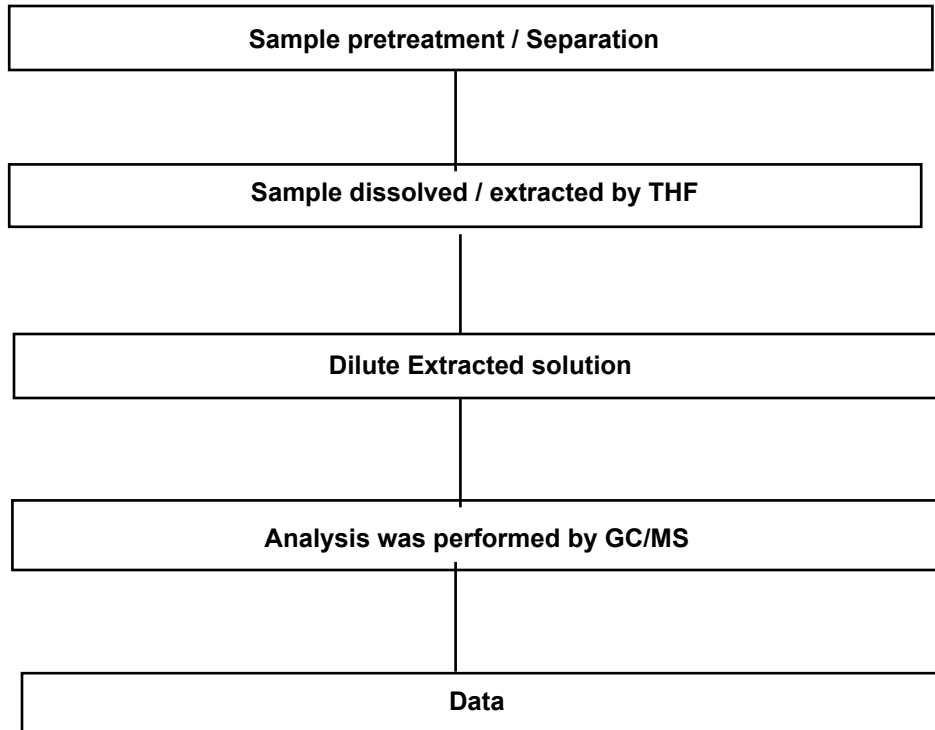 Sample pretreatment / Separation
Sample dissolved / extracted by THF
Dilute Extracted solution
Analysis was performed by GC/MS
Data